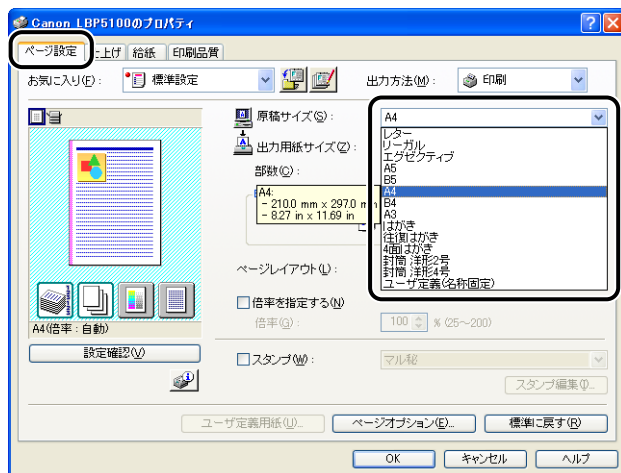 Canon LBP5100のプロパティ
ページ設定 上げ 給紙 印刷品質
お気に入り(F): 標準設定 出力方法(M): 印刷
原稿サイズ(S): A4
出力用紙サイズ(Z):
部数(C):
レター
リーガル
エグゼクティブ
A5
B5
A4
B4
A3
はがき
往復はがき
4面はがき
封筒 洋形2号
封筒 洋形4号
ユーザ定義(名称固定)
A4:
- 210.0 mm x 297.0 m
- 8.27 in x 11.69 in
ページレイアウト(L):
倍率を指定する(N)
倍率(G): 100 % (25~200)
A4(倍率:自動)
設定確認(V)
スタンプ(W): マル秘
スタンプ編集(I)...
ユーザ定義用紙(U)... ページオプション(E)... 標準に戻す(R)
OK キャンセル ヘルプ